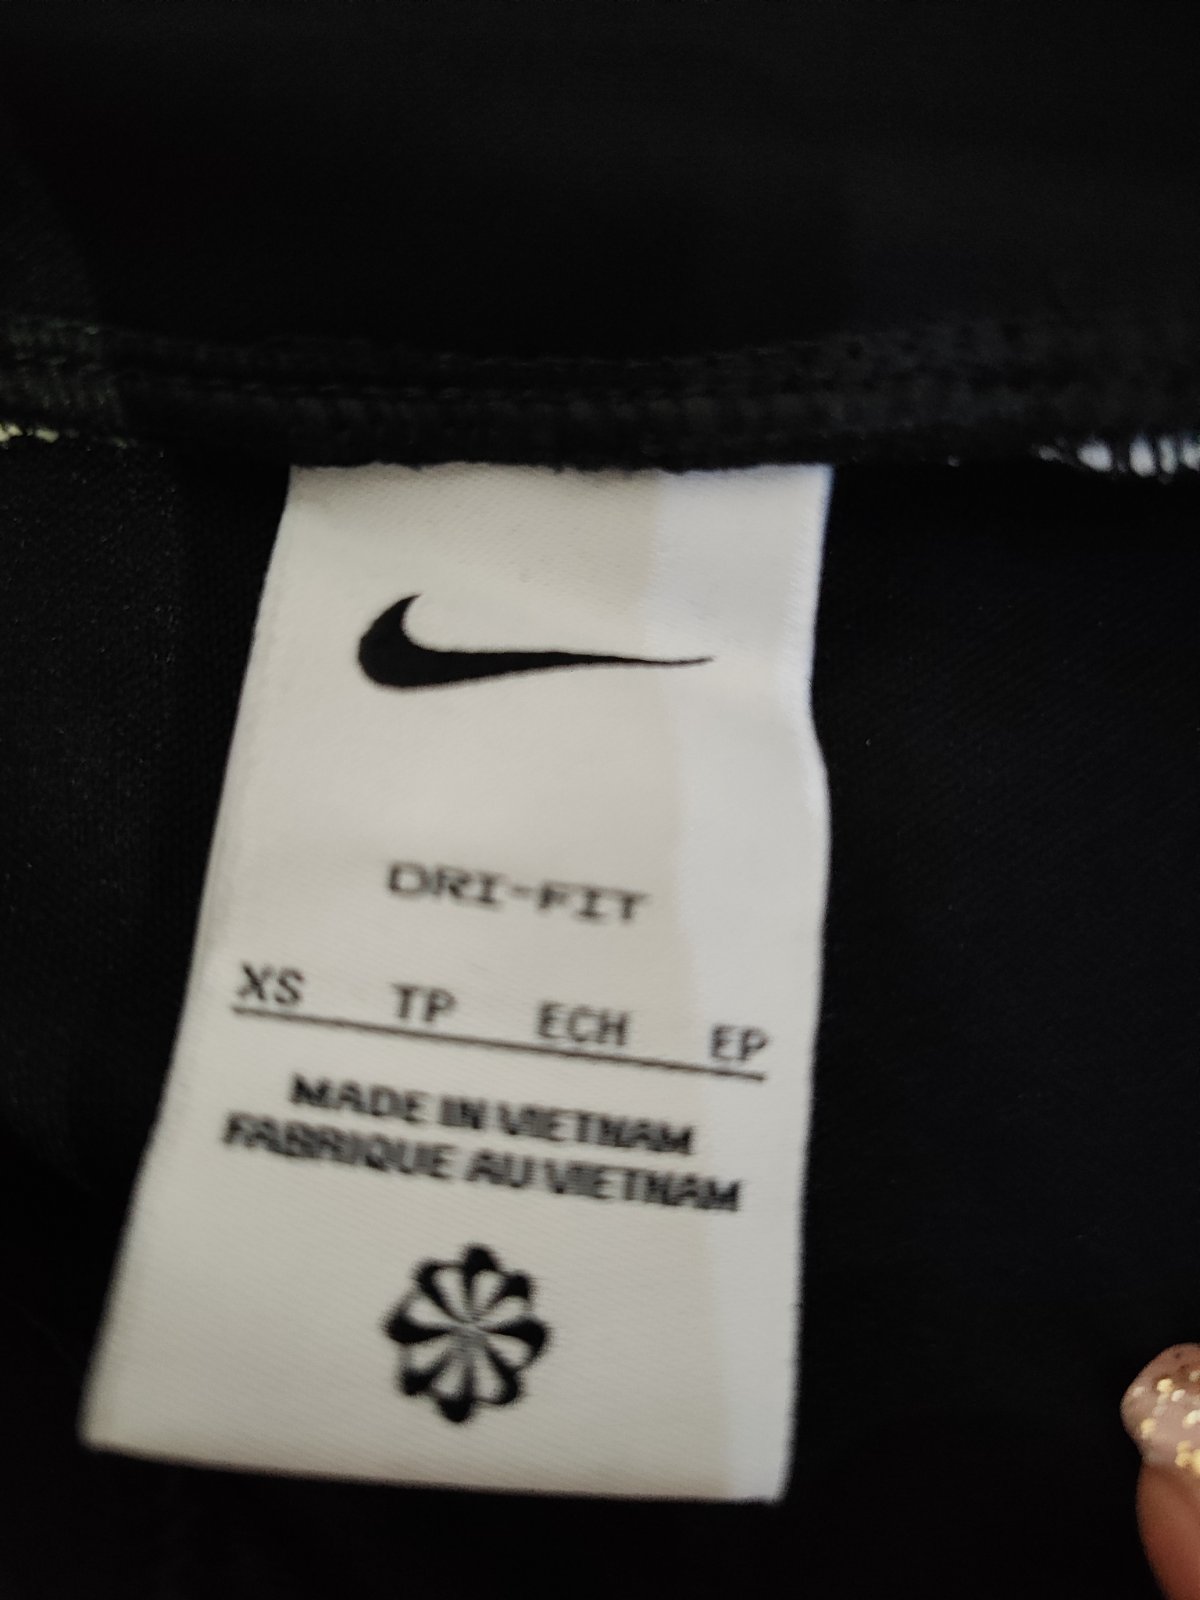 DRI-FIT
XS TP ECH EP
MADE IN VIETNAM
FABRIQUE AU VIETNAM